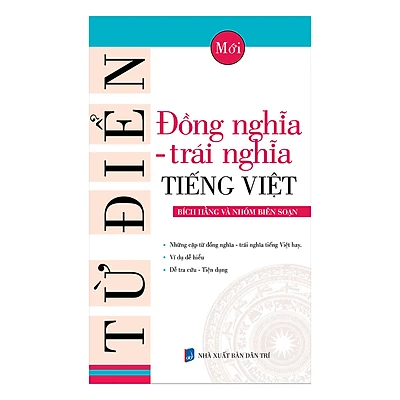 Mới
TỪ ĐIỂN
Đồng nghĩa
- trái nghĩa
TIẾNG VIỆT
BÍCH HẰNG VÀ NHÓM BIÊN SOẠN
• Những cặp từ đồng nghĩa - trái nghĩa tiếng Việt hay.
• Ví dụ dễ hiểu
• Dễ tra cứu - Tiện dụng
NHÀ XUẤT BẢN DÂN TRÍ